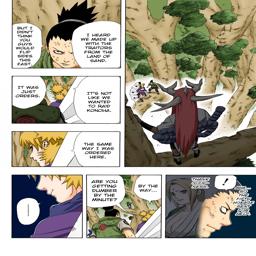 BUT I
DIDN'T
THINK
YOU
GUYS
WOULD
FLIP
SIDES
THIS
FAST.
I HEARD
WE MADE UP
WITH THE
TRAITORS
FROM THE
LAND OF
SAND.
IT WAS
JUST
ORDERS.
IT'S NOT
LIKE WE
WANTED
TO RAID
KONOHA.
THE SAME
WAY I WAS
ORDERED
HERE.
BY THE
WAY...
ARE YOU
GETTING
DUMBER
BY THE
MINUTE?